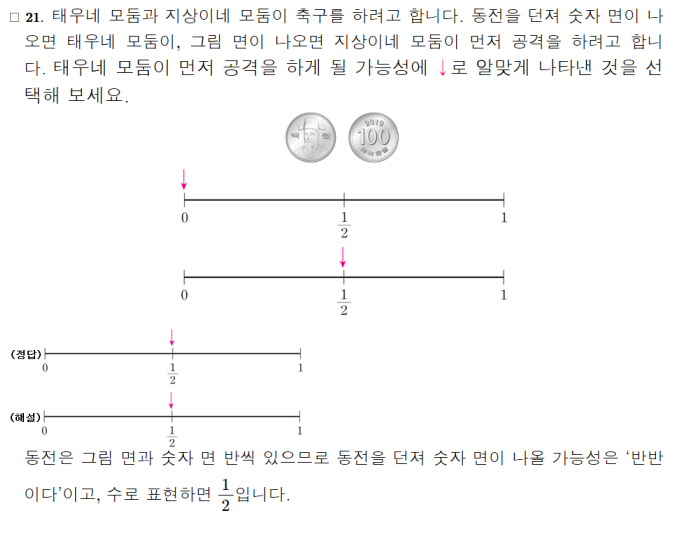 □ 21. 태우네 모둠과 지상이네 모둠이 축구를 하려고 합니다. 동전을 던져 숫자 면이 나
오면 태우네 모둠이, 그림 면이 나오면 지상이네 모둠이 먼저 공격을 하려고 합니
다. 태우네 모둠이 먼저 공격을 하게 될 가능성에 ↓로 알맞게 나타낸 것을 선
택해 보세요.
백 원 2019 100
0 1/2 1
0 1/2 1
(정답)
0 1/2 1
(해설)
0 1/2 1
동전은 그림 면과 숫자 면 반씩 있으므로 동전을 던져 숫자 면이 나올 가능성은 ‘반반
이다’이고, 수로 표현하면 1/2입니다.